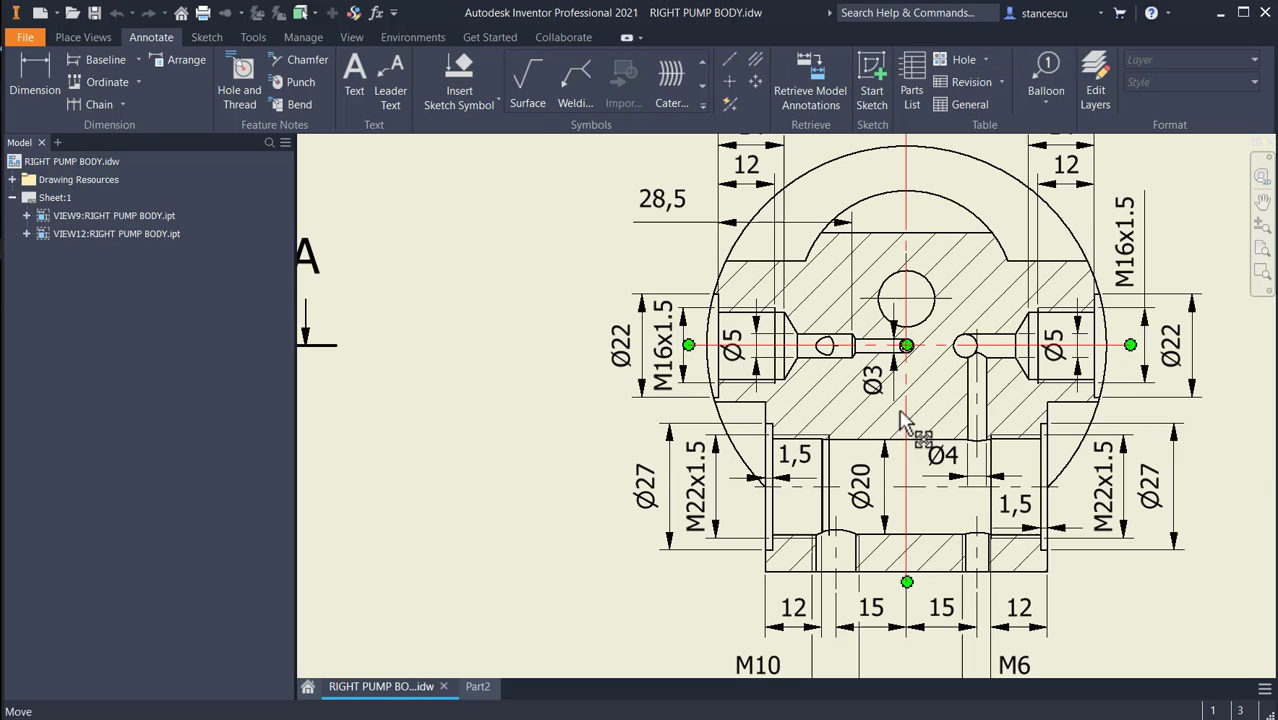 Autodesk Inventor Professional 2021 RIGHT PUMP BODY.idw
Search Help & Commands...
stancescu
File
Place Views
Annotate
Sketch
Tools
Manage
View
Environments
Get Started
Collaborate
Dimension
Baseline
Ordinate
Chain
Arrange
Dimension
Hole and
Thread
Chamfer
Punch
Bend
Feature Notes
Text
Leader
Text
Text
Insert
Sketch Symbol
Surface
Weldi...
Impor...
Cater...
Symbols
Retrieve Model
Annotations
Retrieve
Start
Sketch
Sketch
Parts
List
Hole
Revision
General
Table
Balloon
Edit
Layers
Layer
Style
Format
Model
RIGHT PUMP BODY.idw
Drawing Resources
Sheet:1
VIEW9:RIGHT PUMP BODY.ipt
VIEW12:RIGHT PUMP BODY.ipt
A
12
12
28,5
M16x1.5
Ø22
M16x1.5
Ø5
Ø3
Ø5
Ø22
Ø27
M22x1.5
1,5
Ø20
Ø4
1,5
M22x1.5
Ø27
12
15
15
12
M10
M6
RIGHT PUMP BO...idw
Part2
Move
1
3